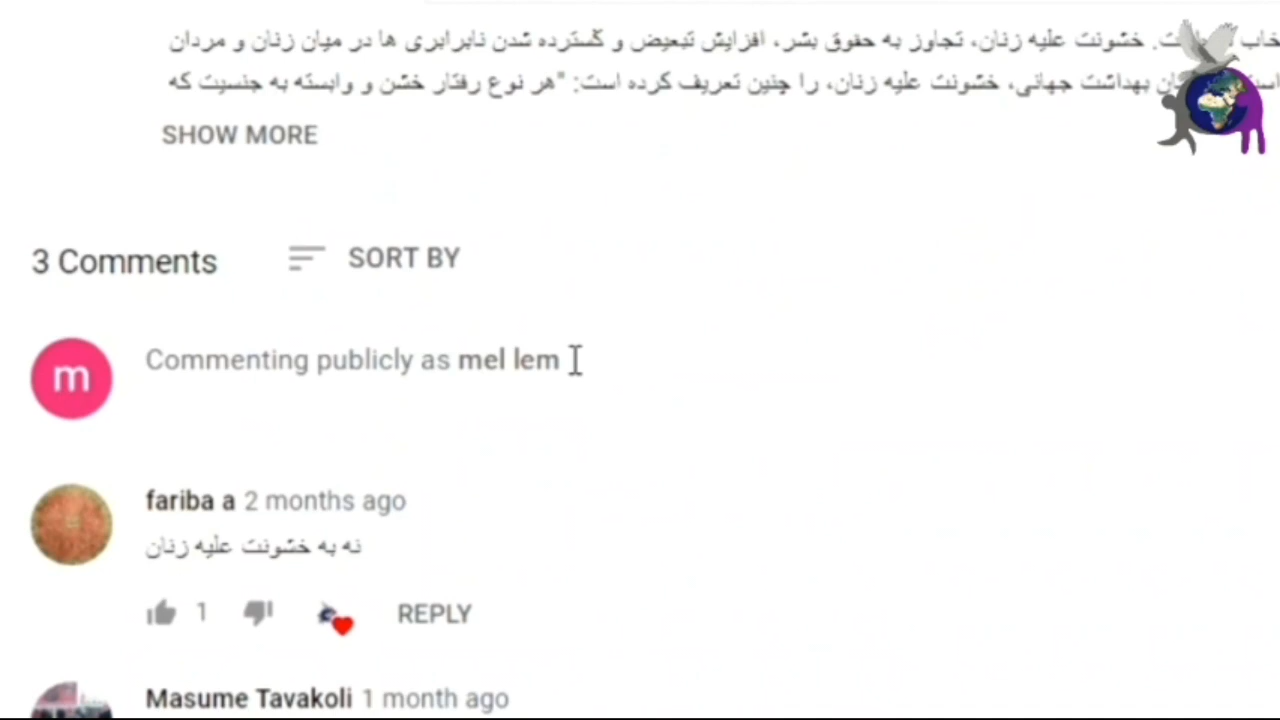 خشونت علیه زنان، تجاوز به حقوق بشر، افزایش تبعیض و گسترده شدن نابرابری ها در میان زنان و مردان
بهداشت جهانی، خشونت علیه زنان، را چنین تعریف کرده است: "هر نوع رفتار خشن و وابسته به جنسیت که
SHOW MORE
3 Comments SORT BY
m
Commenting publicly as mel lem
fariba a 2 months ago
نه به خشونت علیه زنان
1 REPLY
Masume Tavakoli 1 month ago